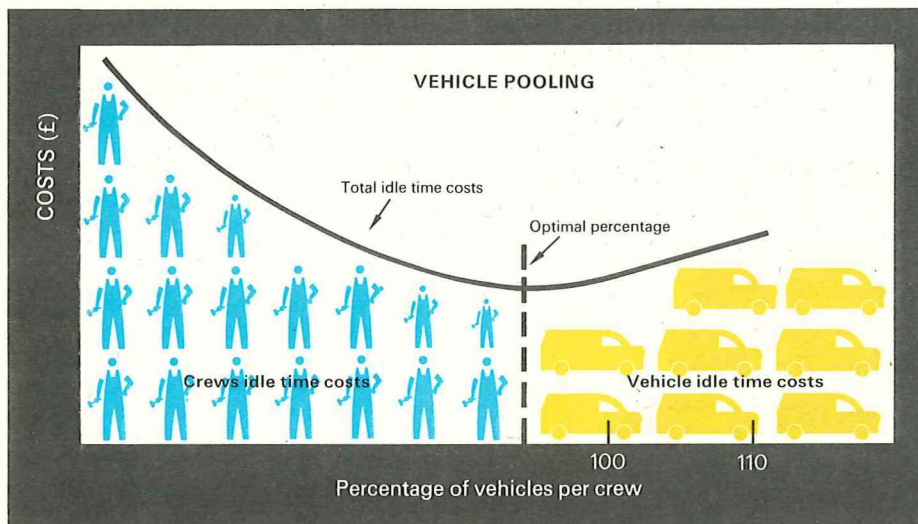 VEHICLE POOLING
COSTS (£)
Total idle time costs
Optimal percentage
Crews idle time costs
Vehicle idle time costs
100
110
Percentage of vehicles per crew